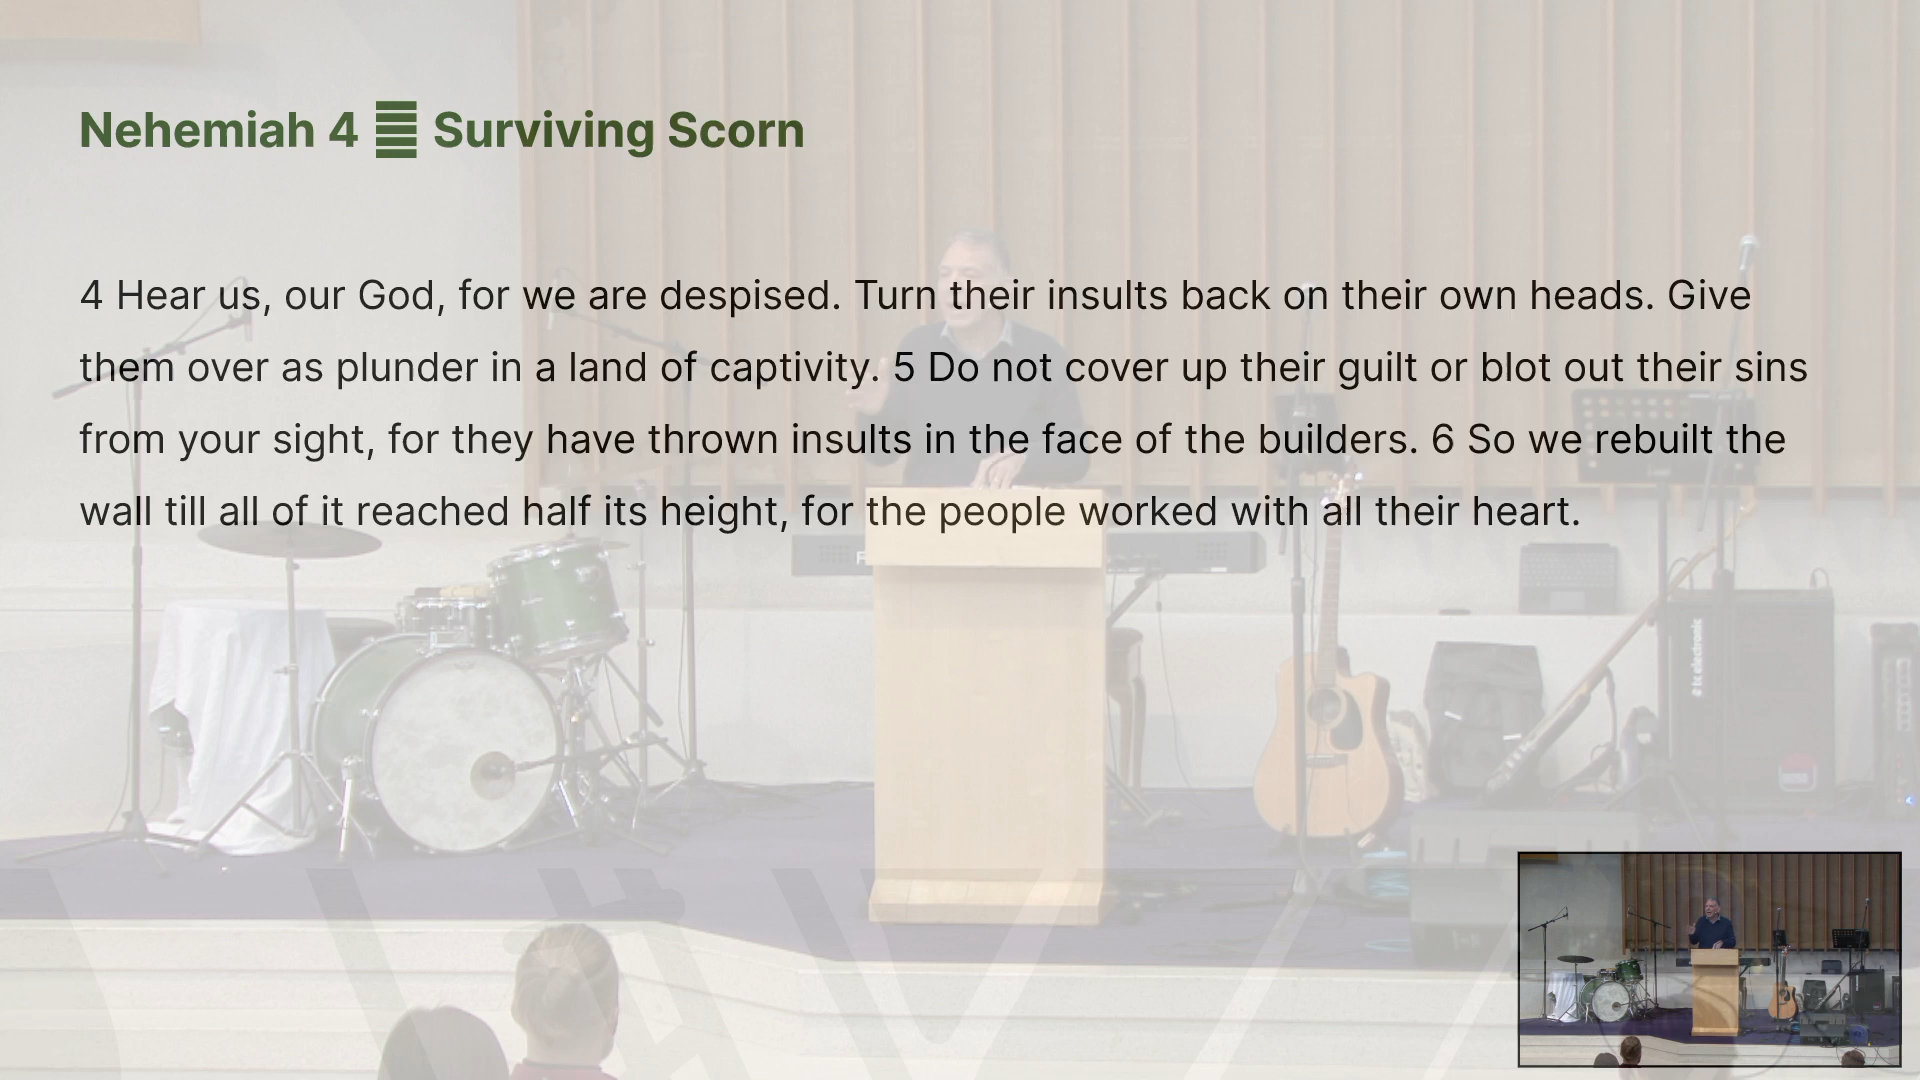 Nehemiah 4 ䷀ Surviving Scorn
4 Hear us, our God, for we are despised. Turn their insults back on their own heads. Give
them over as plunder in a land of captivity. 5 Do not cover up their guilt or blot out their sins
from your sight, for they have thrown insults in the face of the builders. 6 So we rebuilt the
wall till all of it reached half its height, for the people worked with all their heart.
tc electronic